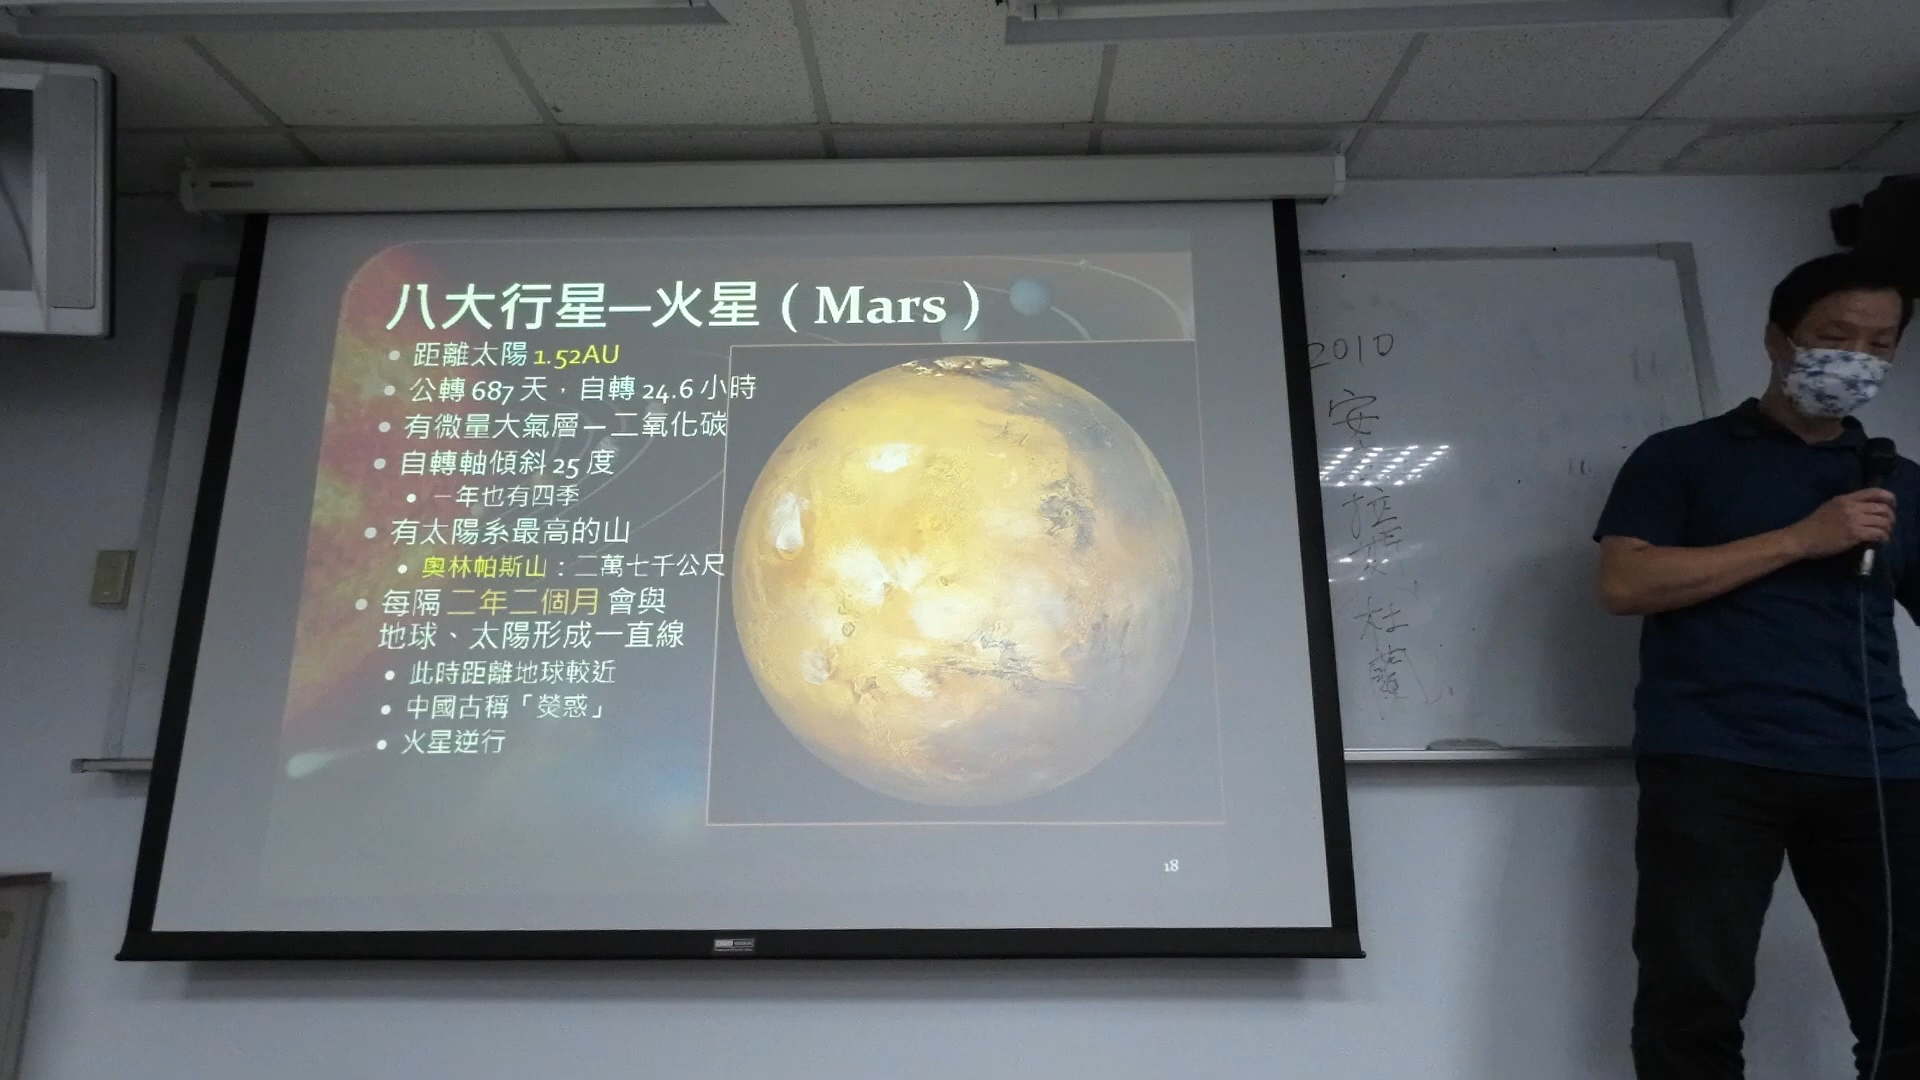 八大行星—火星（Mars）
距離太陽 1.52AU
公轉 687 天，自轉 24.6 小時
有微量大氣層 — 二氧化碳
自轉軸傾斜 25 度
一年也有四季
有太陽系最高的山
奧林帕斯山：二萬七千公尺
每隔 二年二個月 會與
地球、太陽形成一直線
此時距離地球較近
中國古稱「熒惑」
火星逆行
18
2010
安
拉
杜